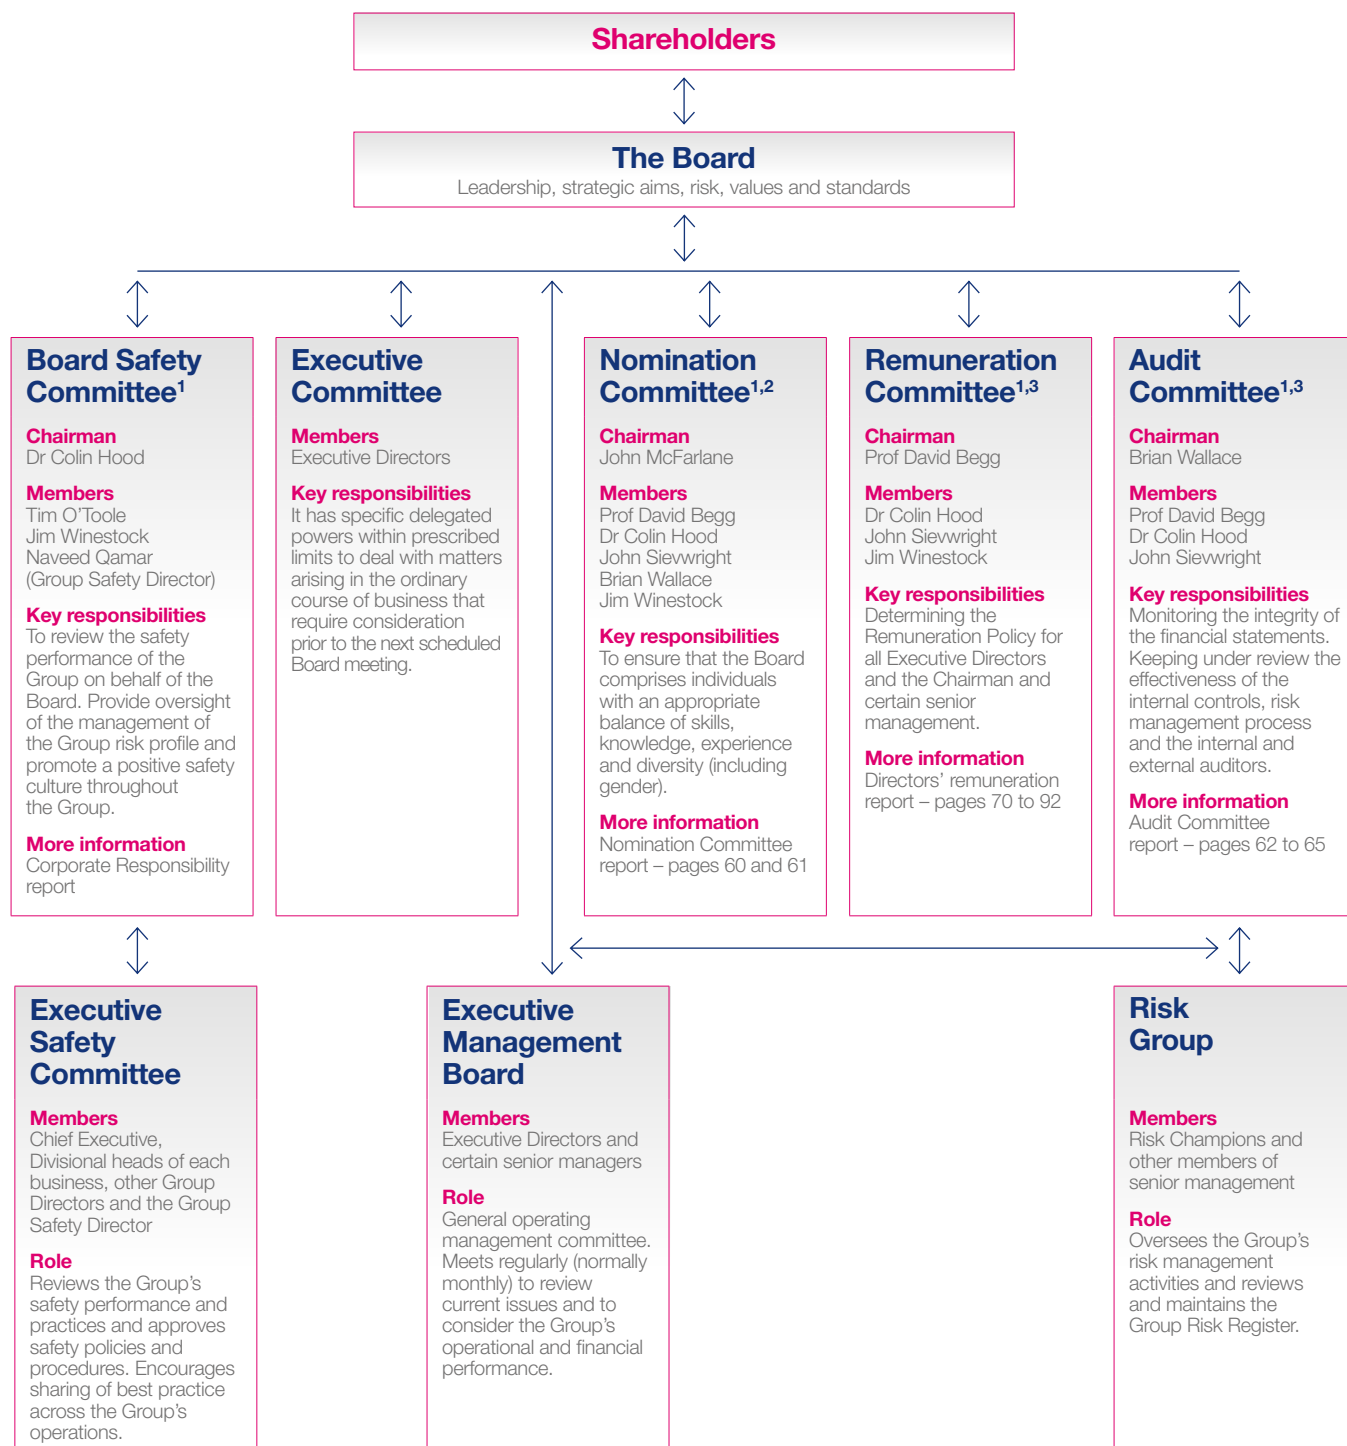 Shareholders
The Board
Leadership, strategic aims, risk, values and standards
Board Safety
Committee1
Chairman
Dr Colin Hood
Members
Tim O'Toole
Jim Winestock
Naveed Qamar
(Group Safety Director)
Key responsibilities
To review the safety
performance of the
Group on behalf of the
Board. Provide oversight
of the management of
the Group risk profile and
promote a positive safety
culture throughout
the Group.
More information
Corporate Responsibility
report
Executive
Committee
Members
Executive Directors
Key responsibilities
It has specific delegated
powers within prescribed
limits to deal with matters
arising in the ordinary
course of business that
require consideration
prior to the next scheduled
Board meeting.
Nomination
Committee1,2
Chairman
John McFarlane
Members
Prof David Begg
Dr Colin Hood
John Sievwright
Brian Wallace
Jim Winestock
Key responsibilities
To ensure that the Board
comprises individuals
with an appropriate
balance of skills,
knowledge, experience
and diversity (including
gender).
More information
Nomination Committee
report – pages 60 and 61
Remuneration
Committee1,3
Chairman
Prof David Begg
Members
Dr Colin Hood
John Sievwright
Jim Winestock
Key responsibilities
Determining the
Remuneration Policy for
all Executive Directors
and the Chairman and
certain senior
management.
More information
Directors' remuneration
report – pages 70 to 92
Audit
Committee1,3
Chairman
Brian Wallace
Members
Prof David Begg
Dr Colin Hood
John Sievwright
Key responsibilities
Monitoring the integrity of
the financial statements.
Keeping under review the
effectiveness of the
internal controls, risk
management process
and the internal and
external auditors.
More information
Audit Committee
report – pages 62 to 65
Executive
Safety
Committee
Members
Chief Executive,
Divisional heads of each
business, other Group
Directors and the Group
Safety Director
Role
Reviews the Group's
safety performance and
practices and approves
safety policies and
procedures. Encourages
sharing of best practice
across the Group's
operations.
Executive
Management
Board
Members
Executive Directors and
certain senior managers
Role
General operating
management committee.
Meets regularly (normally
monthly) to review
current issues and to
consider the Group's
operational and financial
performance.
Risk
Group
Members
Risk Champions and
other members of
senior management
Role
Oversees the Group's
risk management
activities and reviews
and maintains the
Group Risk Register.